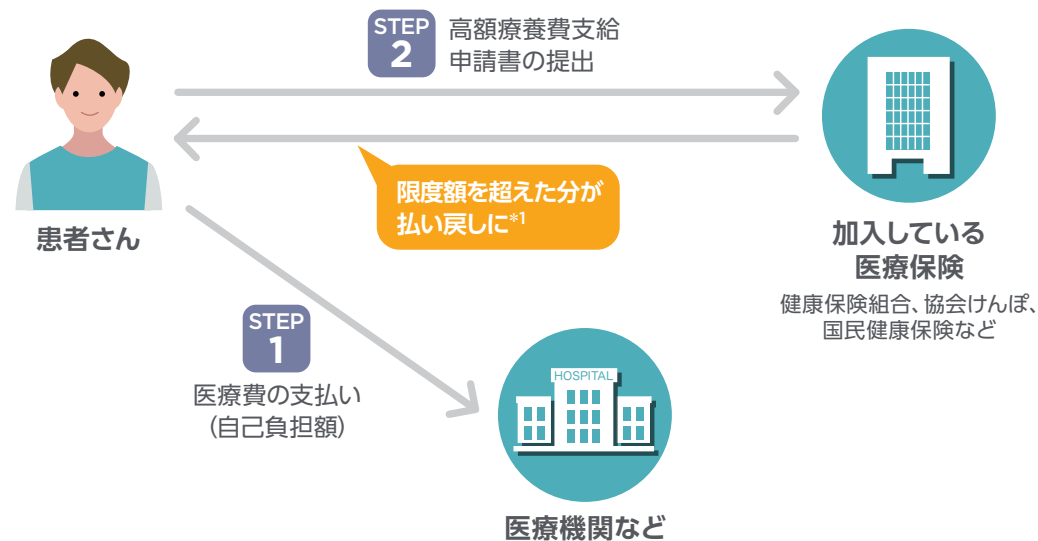 STEP
2
高額療養費支給
申請書の提出
限度額を超えた分が
払い戻しに*1
患者さん
加入している
医療保険
健康保険組合、協会けんぽ、
国民健康保険など
STEP
1
医療費の支払い
(自己負担額)
HOSPITAL
医療機関など